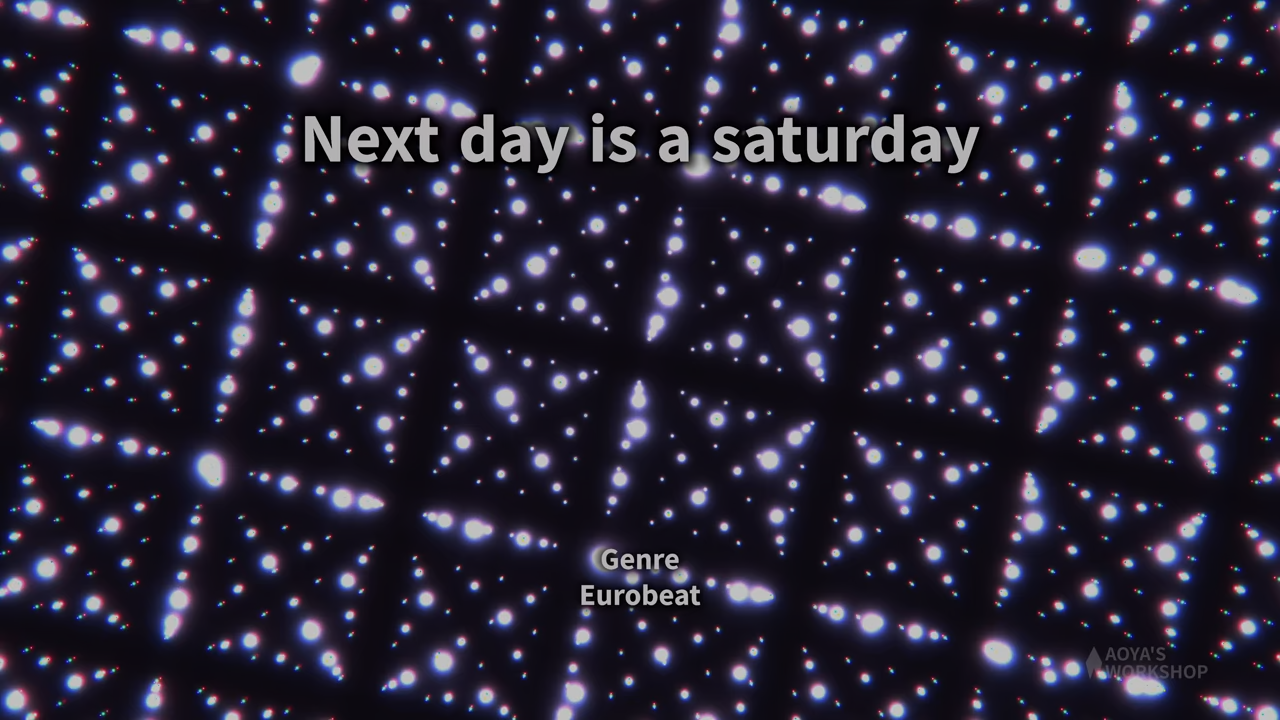 Next day is a saturday
Genre
Eurobeat
AOYA'S
WORKSHOP